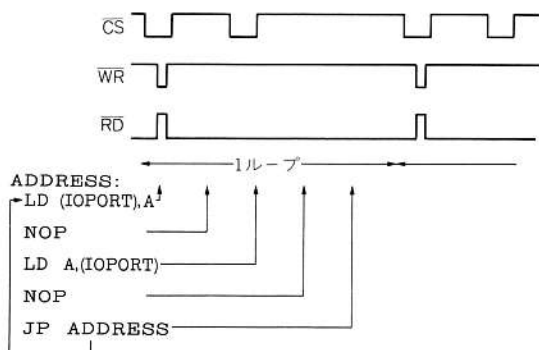 CS
WR
RD
1ループ
ADDRESS:
LD (IOPORT),A
NOP
LD A,(IOPORT)
NOP
JP ADDRESS